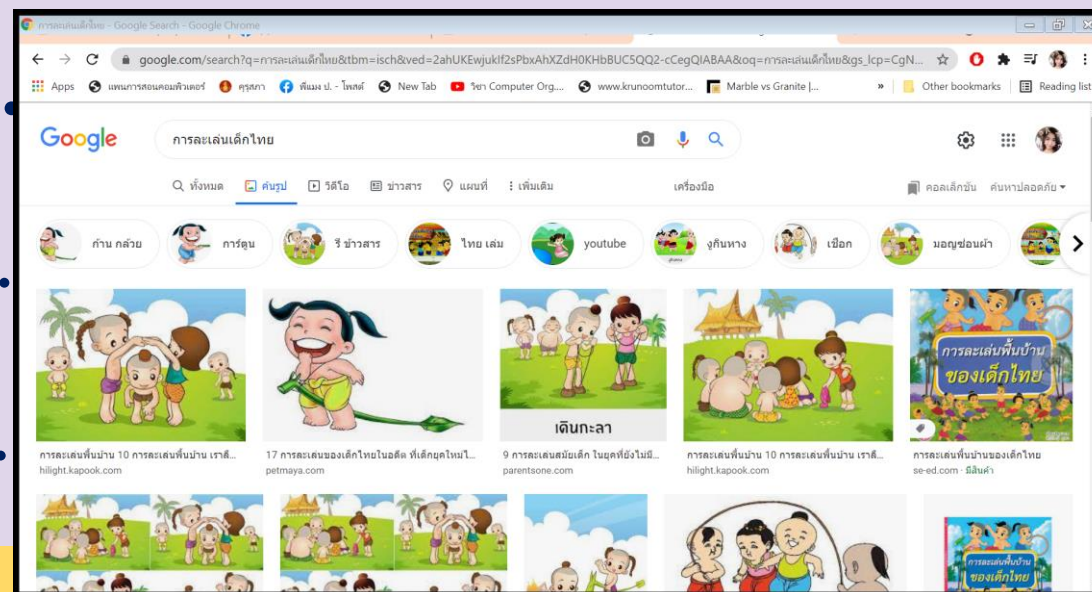 การละเล่นเด็กไทย - Google Search - Google Chrome
google.com/search?q=การละเล่นเด็กไทย&tbm=isch&ved=2ahUKEwjukIf2sPbxAhXZdH0KHbBUC5QQ2-cCegQIABAA&oq=การละเล่นเด็กไทย&gs_lcp=CgN...
Apps แผนการสอนคอมพิวเตอร์ คุรุสภา พี่แมง ป. - โพสต์ New Tab วิชา Computer Org... www.krunoomtutor... Marble vs Granite |... » Other bookmarks Reading list
Google การละเล่นเด็กไทย
ทั้งหมด ค้นรูป วิดีโอ ข่าวสาร แผนที่ เพิ่มเติม เครื่องมือ คอลเล็กชัน ค้นหาปลอดภัย
ก้าน กล้วย การ์ตูน รี ข้าวสาร ไทย เล่ม youtube งูกินหาง เชือก มอญซ่อนผ้า
เดินกะลา
การละเล่นพื้นบ้าน
ของเด็กไทย
การละเล่นพื้นบ้าน 10 การละเล่นพื้นบ้าน เราลื...
hilight.kapook.com
17 การละเล่นของเด็กไทยในอดีต ที่เด็กยุคใหม่ไ...
petmaya.com
9 การละเล่นสมัยเด็ก ในยุคที่ยังไม่มี...
parentsone.com
การละเล่นพื้นบ้าน 10 การละเล่นพื้นบ้าน เราลื...
hilight.kapook.com
การละเล่นพื้นบ้านของเด็กไทย
se-ed.com · มีสินค้า
การละเล่นพื้นบ้าน
ของเด็กไทย